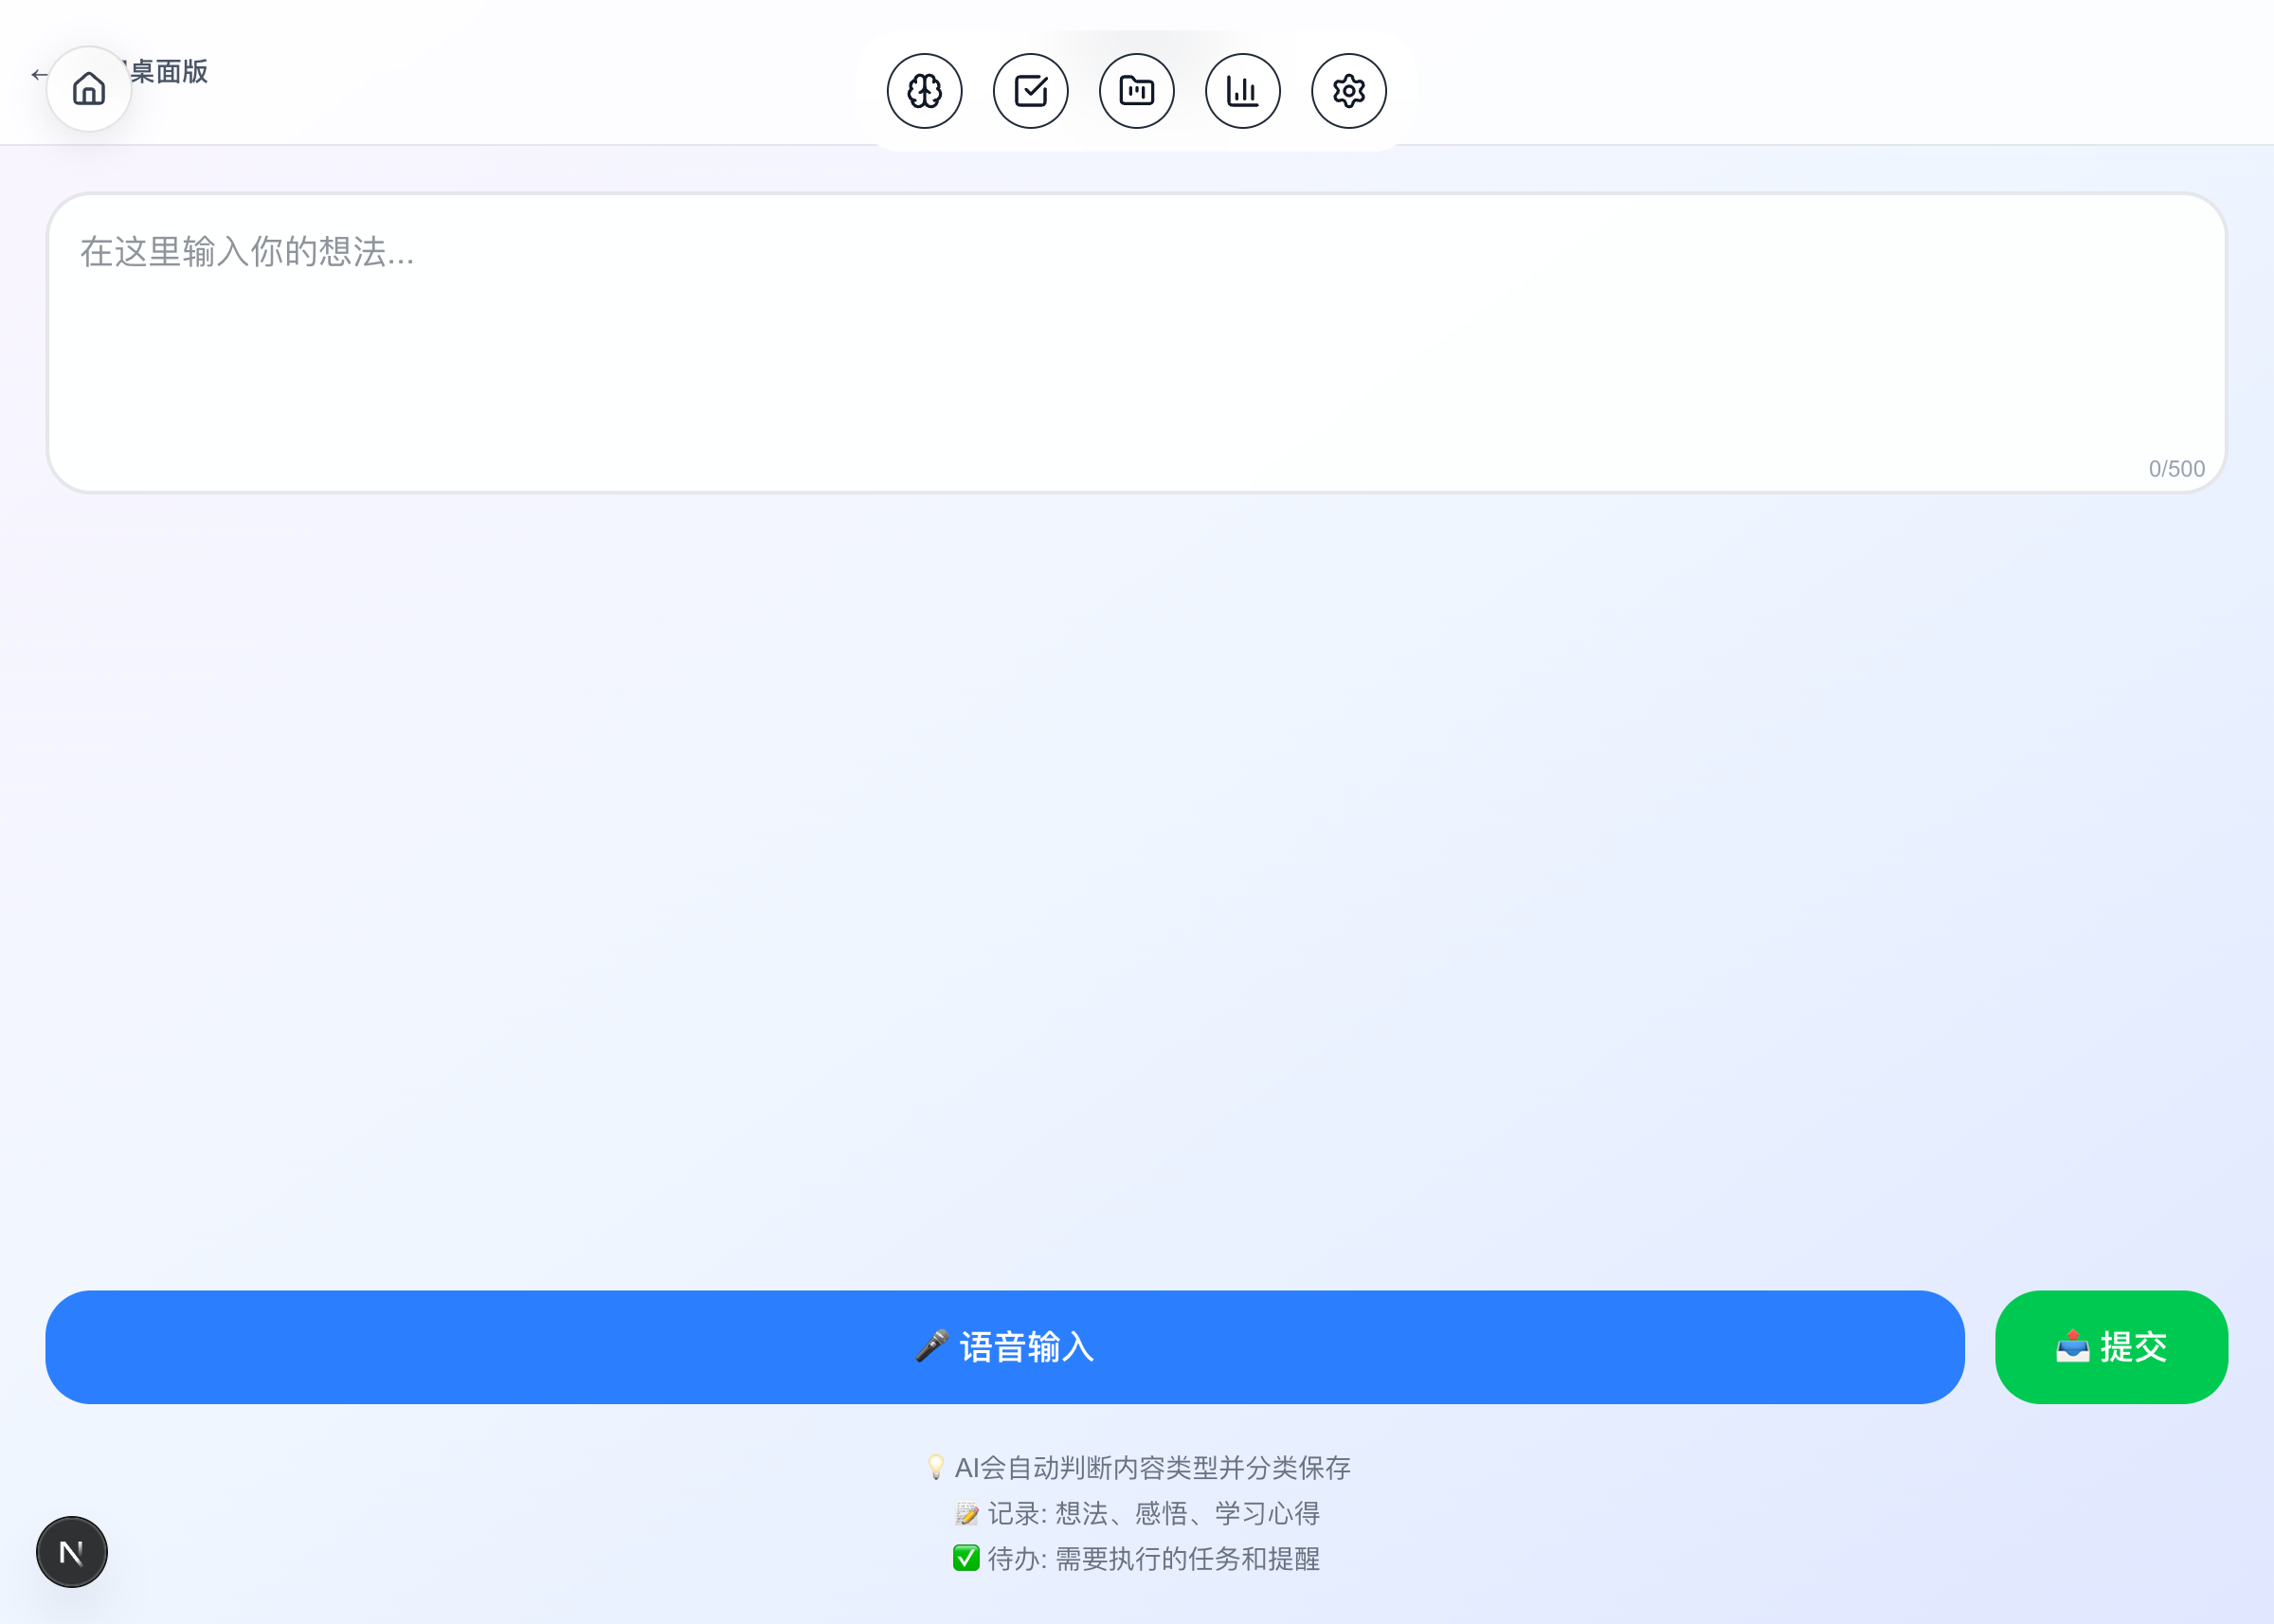 ← 桌面版
在这里输入你的想法...
0/500
🎤 语音输入
📤 提交
💡 AI会自动判断内容类型并分类保存
📝 记录: 想法、感悟、学习心得
✅ 待办: 需要执行的任务和提醒
N